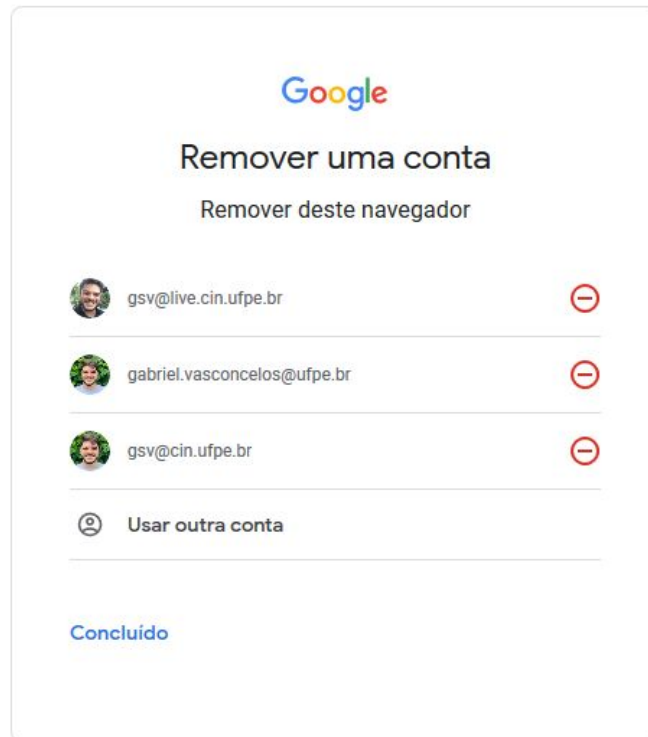 Google
Remover uma conta
Remover deste navegador
gsv@live.cin.ufpe.br
gabriel.vasconcelos@ufpe.br
gsv@cin.ufpe.br
Usar outra conta
Concluído